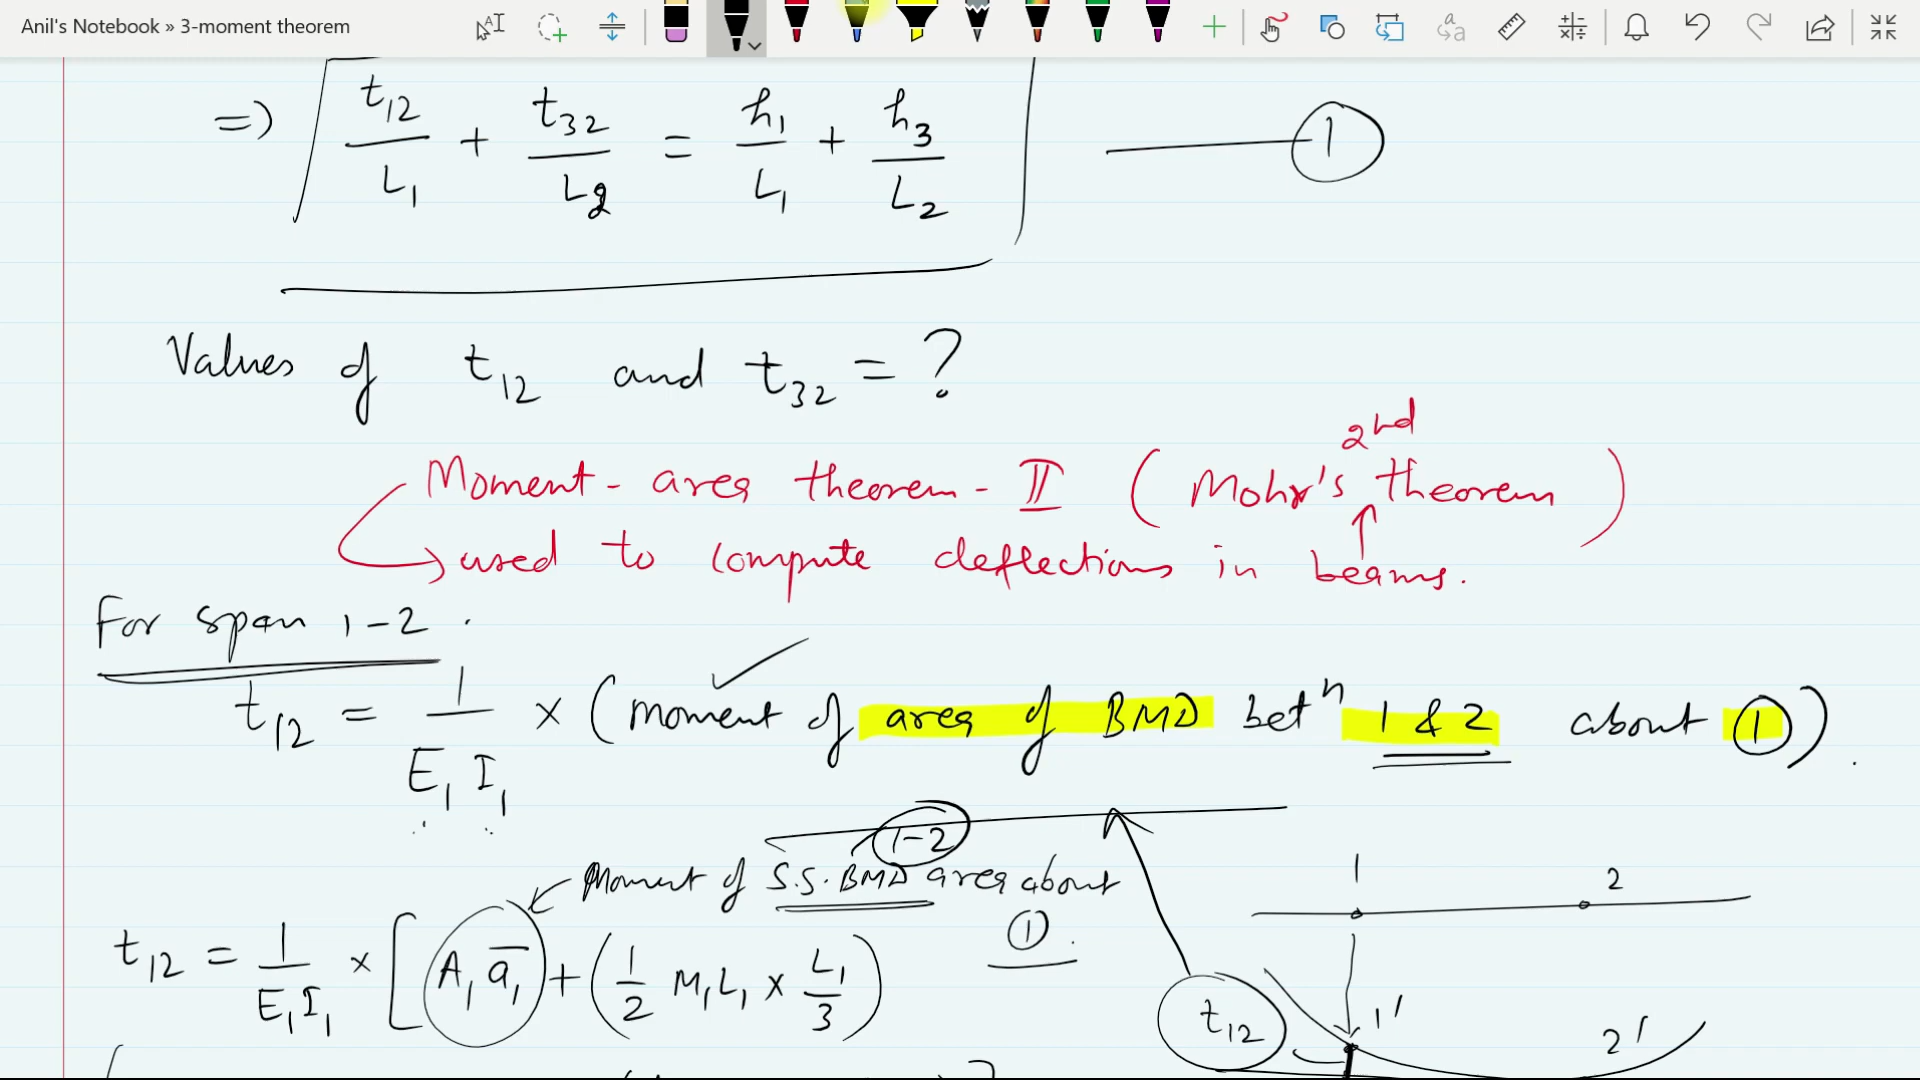 Anil's Notebook » 3-moment theorem
=> t12/L1 + t32/L2 = h1/L1 + h3/L2 —— 1
Values of t12 and t32 = ?
2nd
Moment - area theorem - II (Mohr's ↑ theorem)
used to compute deflections in beams.
For span 1-2.
t12 = 1/E1I1 × (moment of area of BMD betn 1 & 2 about 1).
1-2
Moment of S.S. BMD area about
1.
1 2
t12 = 1/E1I1 × [A1a̅1 + (1/2 M1L1 × L1/3)
t12
1′
2′